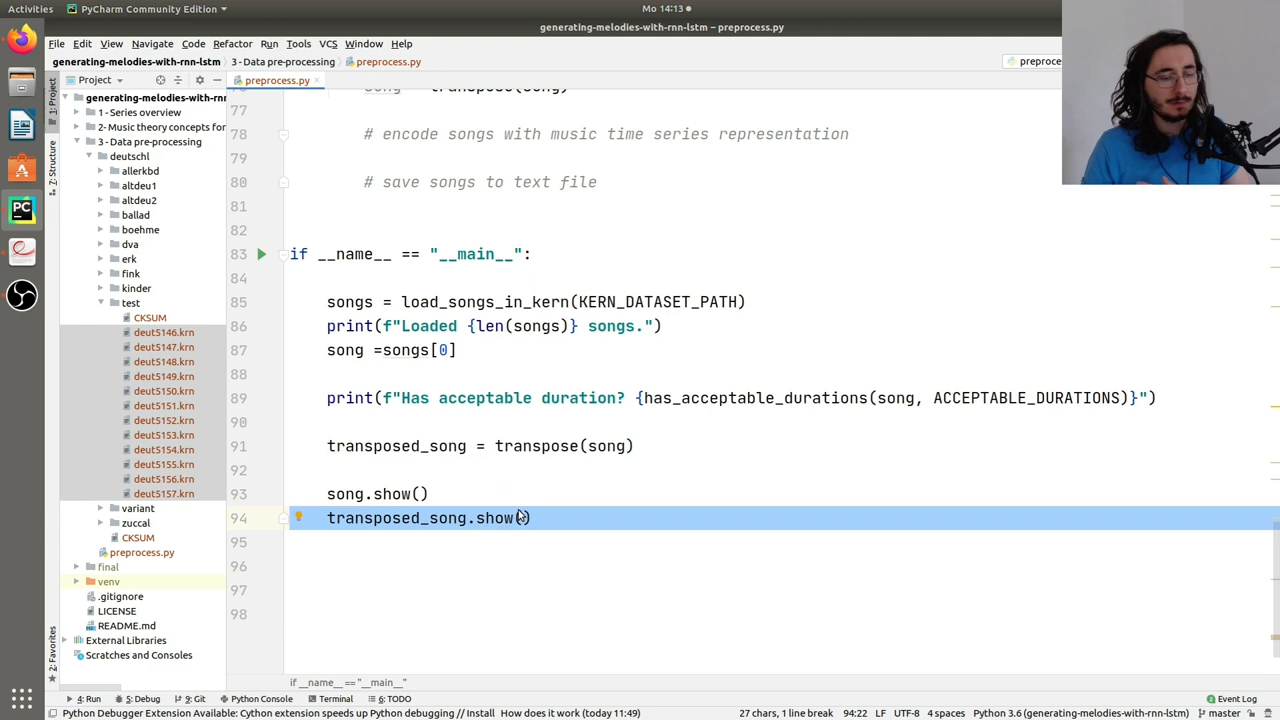 Activities
PyCharm Community Edition
Mo 14:13
generating-melodies-with-rnn-lstm – preprocess.py
File Edit View Navigate Code Refactor Run Tools VCS Window Help
generating-melodies-with-rnn-lstm 3 - Data pre-processing preprocess.py
preproce
Project
preprocess.py
1: Project
7: Structure
2: Favorites
generating-melodies-with-rn
1 - Series overview
2- Music theory concepts for
3 - Data pre-processing
deutschl
allerkbd
altdeu1
altdeu2
ballad
boehme
dva
erk
fink
kinder
test
CKSUM
deut5146.krn
deut5147.krn
deut5148.krn
deut5149.krn
deut5150.krn
deut5151.krn
deut5152.krn
deut5153.krn
deut5154.krn
deut5155.krn
deut5156.krn
deut5157.krn
variant
zuccal
CKSUM
preprocess.py
final
venv
.gitignore
LICENSE
README.md
External Libraries
Scratches and Consoles
song = transpose(song)
77
78 # encode songs with music time series representation
79
80 # save songs to text file
81
82
83 if __name__ == "__main__":
84
85 songs = load_songs_in_kern(KERN_DATASET_PATH)
86 print(f"Loaded {len(songs)} songs.")
87 song =songs[0]
88
89 print(f"Has acceptable duration? {has_acceptable_durations(song, ACCEPTABLE_DURATIONS)}")
90
91 transposed_song = transpose(song)
92
93 song.show()
94 transposed_song.show()
95
96
97
98
if __name__ == "__main__"
4: Run 5: Debug 9: Git Python Console Terminal 6: TODO Event Log
Python Debugger Extension Available: Cython extension speeds up Python debugging // Install How does it work (today 11:49) 27 chars, 1 line break 94:22 LF UTF-8 4 spaces Python 3.6 (generating-melodies-with-rnn-lstm) master